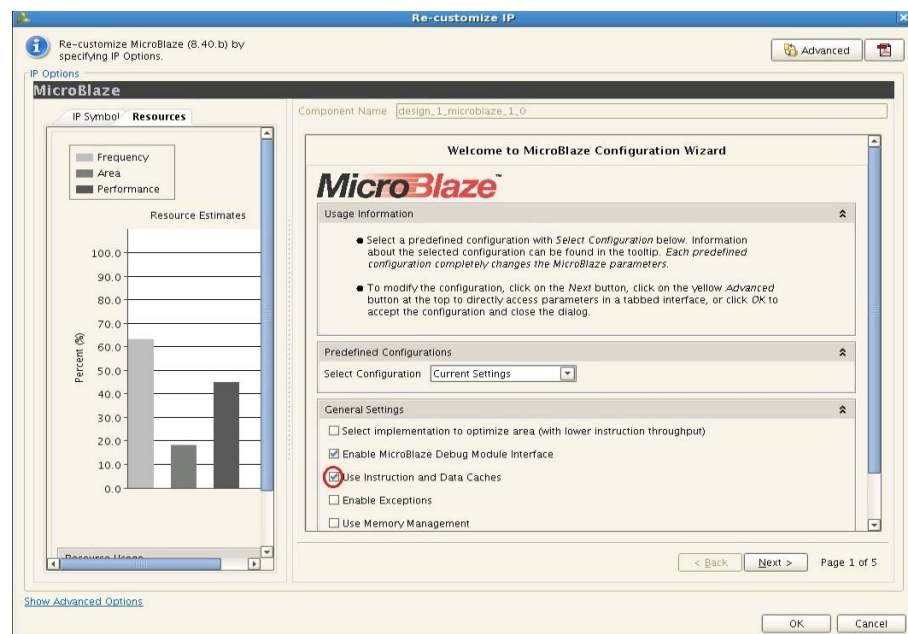 Re-customize IP
Re-customize MicroBlaze (8.40.b) by
specifying IP Options.
Advanced
IP Options
MicroBlaze
IP Symbol
Resources
Frequency
Area
Performance
Resource Estimates
Percent (%)
100.0
90.0
80.0
70.0
60.0
50.0
40.0
30.0
20.0
10.0
0.0
Resource Usage
Component Name design_1_microblaze_1_0
Welcome to MicroBlaze Configuration Wizard
MicroBlaze™
Usage Information
Select a predefined configuration with Select Configuration below. Information
about the selected configuration can be found in the tooltip. Each predefined
configuration completely changes the MicroBlaze parameters.
To modify the configuration, click on the Next button, click on the yellow Advanced
button at the top to directly access parameters in a tabbed interface, or click OK to
accept the configuration and close the dialog.
Predefined Configurations
Select Configuration Current Settings
General Settings
Select implementation to optimize area (with lower instruction throughput)
Enable MicroBlaze Debug Module Interface
Use Instruction and Data Caches
Enable Exceptions
Use Memory Management
< Back
Next >
Page 1 of 5
Show Advanced Options
OK
Cancel